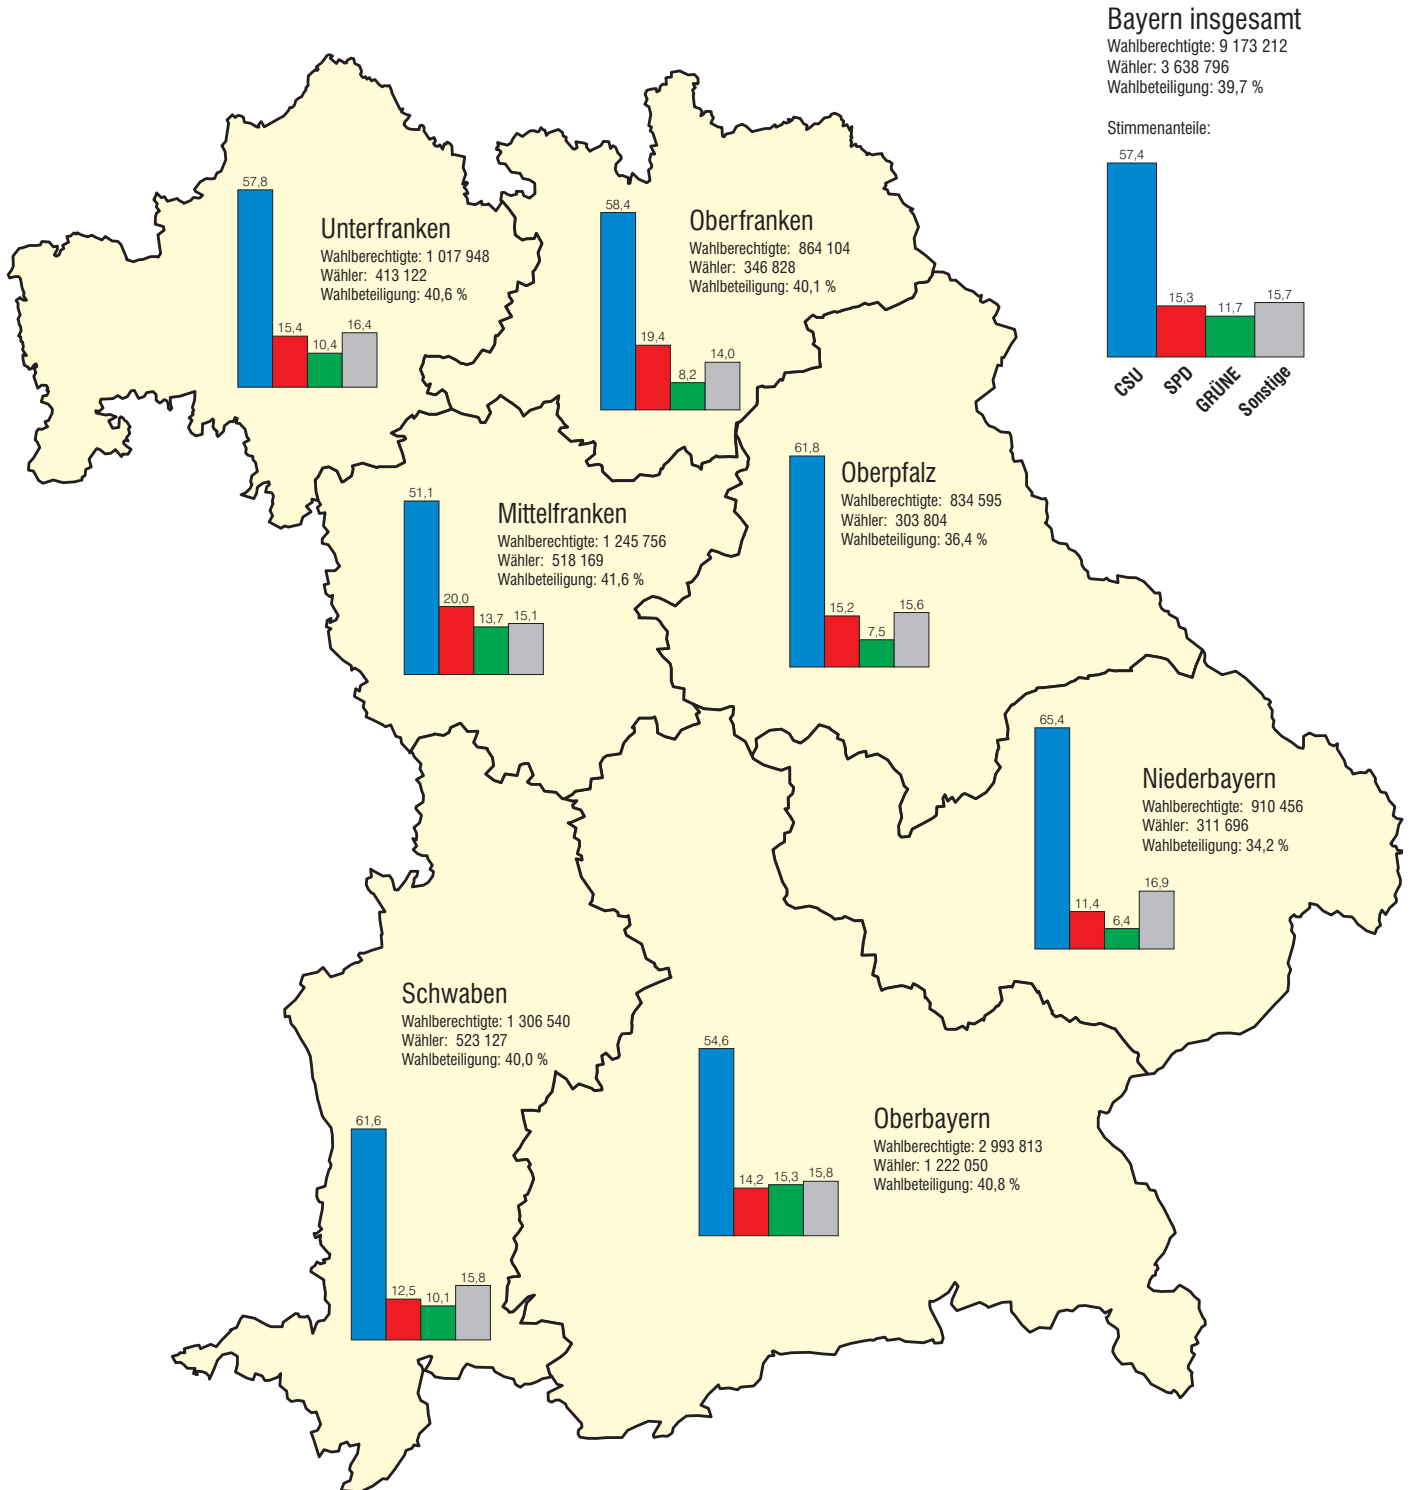 Bayern insgesamt
Wahlberechtigte: 9 173 212
Wähler: 3 638 796
Wahlbeteiligung: 39,7 %
Stimmenanteile:
57,4
15,3
11,7
15,7
CSU
SPD
GRÜNE
Sonstige
57,8
Unterfranken
Wahlberechtigte: 1 017 948
Wähler: 413 122
Wahlbeteiligung: 40,6 %
15,4
10,4
16,4
58,4
Oberfranken
Wahlberechtigte: 864 104
Wähler: 346 828
Wahlbeteiligung: 40,1 %
19,4
8,2
14,0
51,1
Mittelfranken
Wahlberechtigte: 1 245 756
Wähler: 518 169
Wahlbeteiligung: 41,6 %
20,0
13,7
15,1
61,8
Oberpfalz
Wahlberechtigte: 834 595
Wähler: 303 804
Wahlbeteiligung: 36,4 %
15,2
7,5
15,6
65,4
Niederbayern
Wahlberechtigte: 910 456
Wähler: 311 696
Wahlbeteiligung: 34,2 %
11,4
6,4
16,9
Schwaben
Wahlberechtigte: 1 306 540
Wähler: 523 127
Wahlbeteiligung: 40,0 %
61,6
12,5
10,1
15,8
54,6
Oberbayern
Wahlberechtigte: 2 993 813
Wähler: 1 222 050
Wahlbeteiligung: 40,8 %
14,2
15,3
15,8